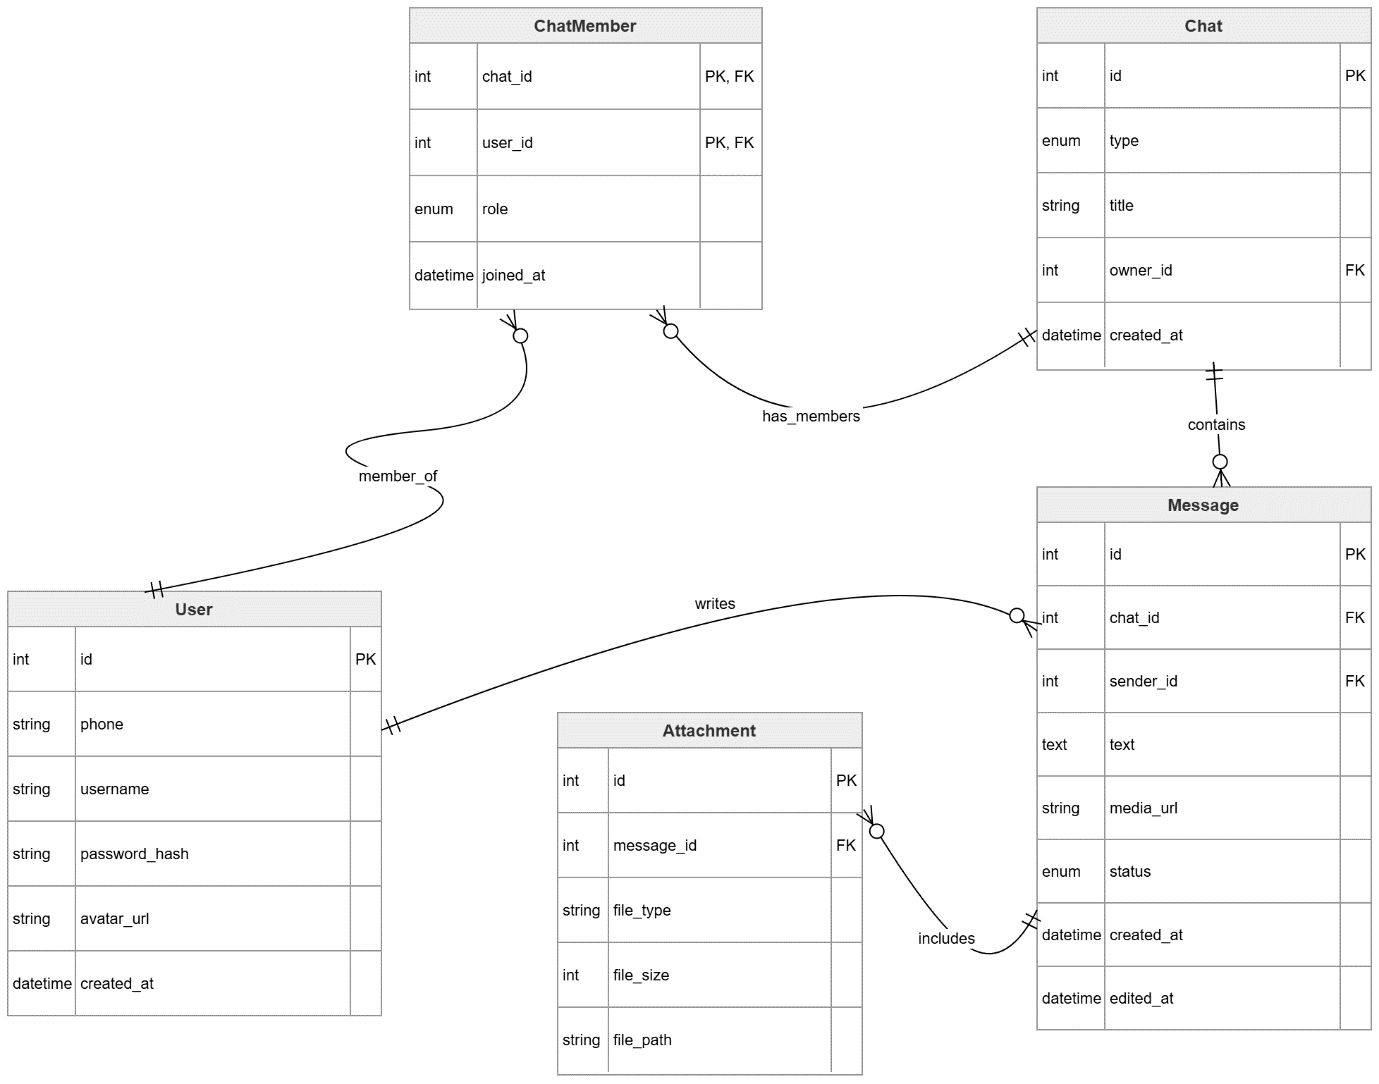 ChatMember
int chat_id PK, FK
int user_id PK, FK
enum role
datetime joined_at
Chat
int id PK
enum type
string title
int owner_id FK
datetime created_at
has_members
contains
member_of
Message
int id PK
int chat_id FK
int sender_id FK
text text
string media_url
enum status
datetime created_at
datetime edited_at
User
int id PK
string phone
string username
string password_hash
string avatar_url
datetime created_at
writes
Attachment
int id PK
int message_id FK
string file_type
int file_size
string file_path
includes